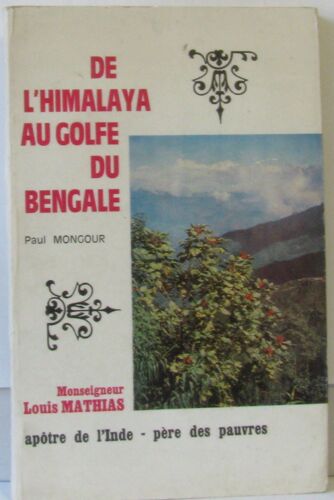 DE
L'HIMALAYA
AU GOLFE
DU
BENGALE
Paul MONGOUR
Monseigneur
Louis MATHIAS
apôtre de l'Inde - père des pauvres